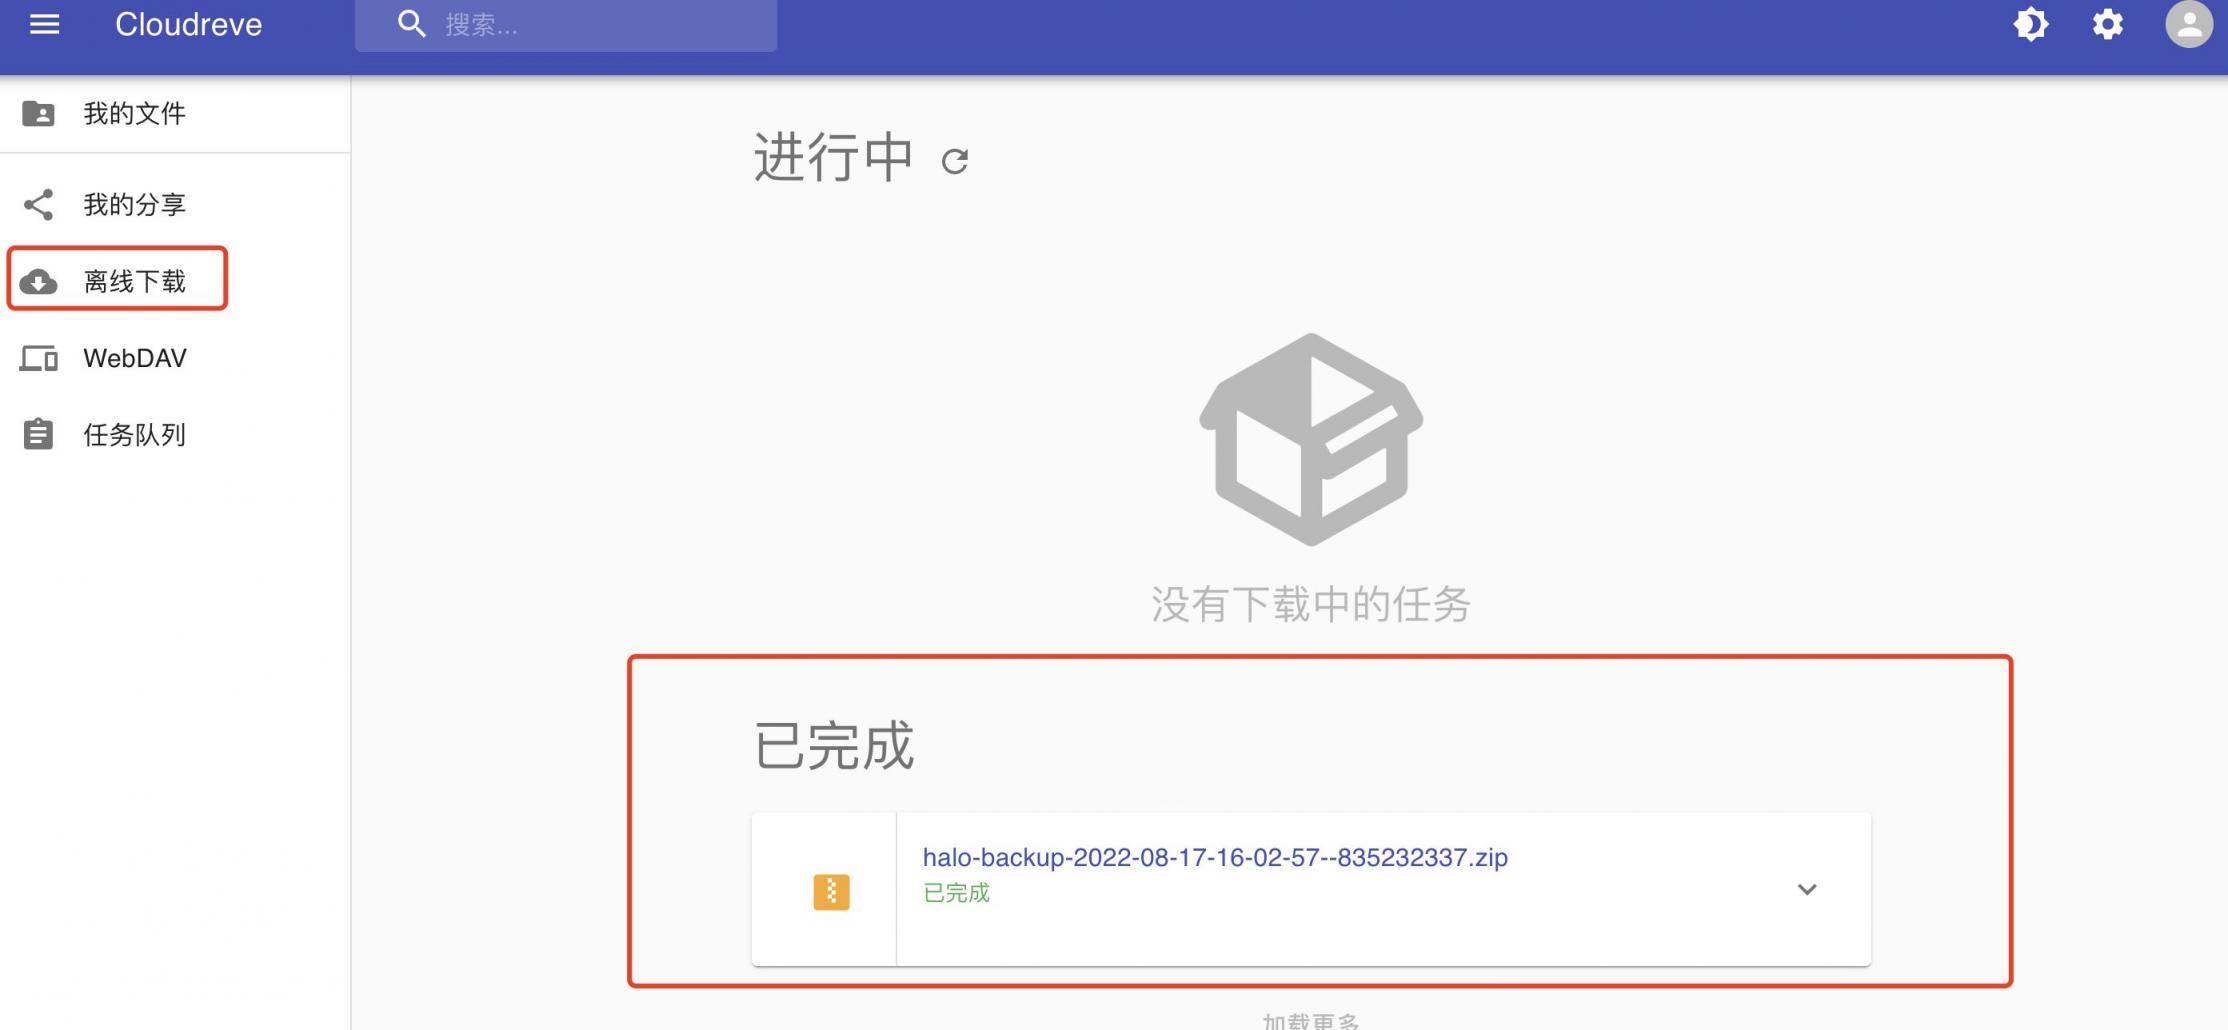 Cloudreve
搜索...
我的文件
我的分享
离线下载
WebDAV
任务队列
进行中
没有下载中的任务
已完成
halo-backup-2022-08-17-16-02-57--835232337.zip
已完成
加载更多